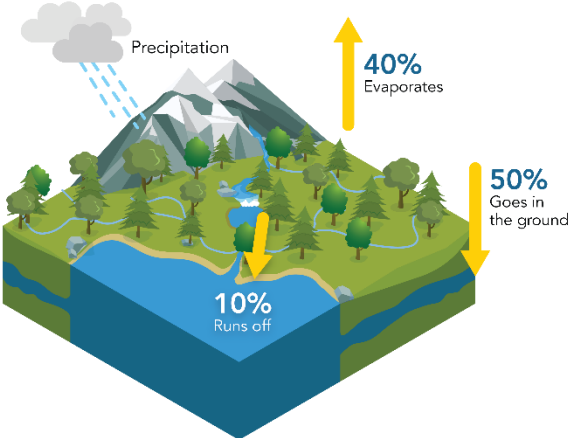 Precipitation
40%
Evaporates
50%
Goes in
the ground
10%
Runs off